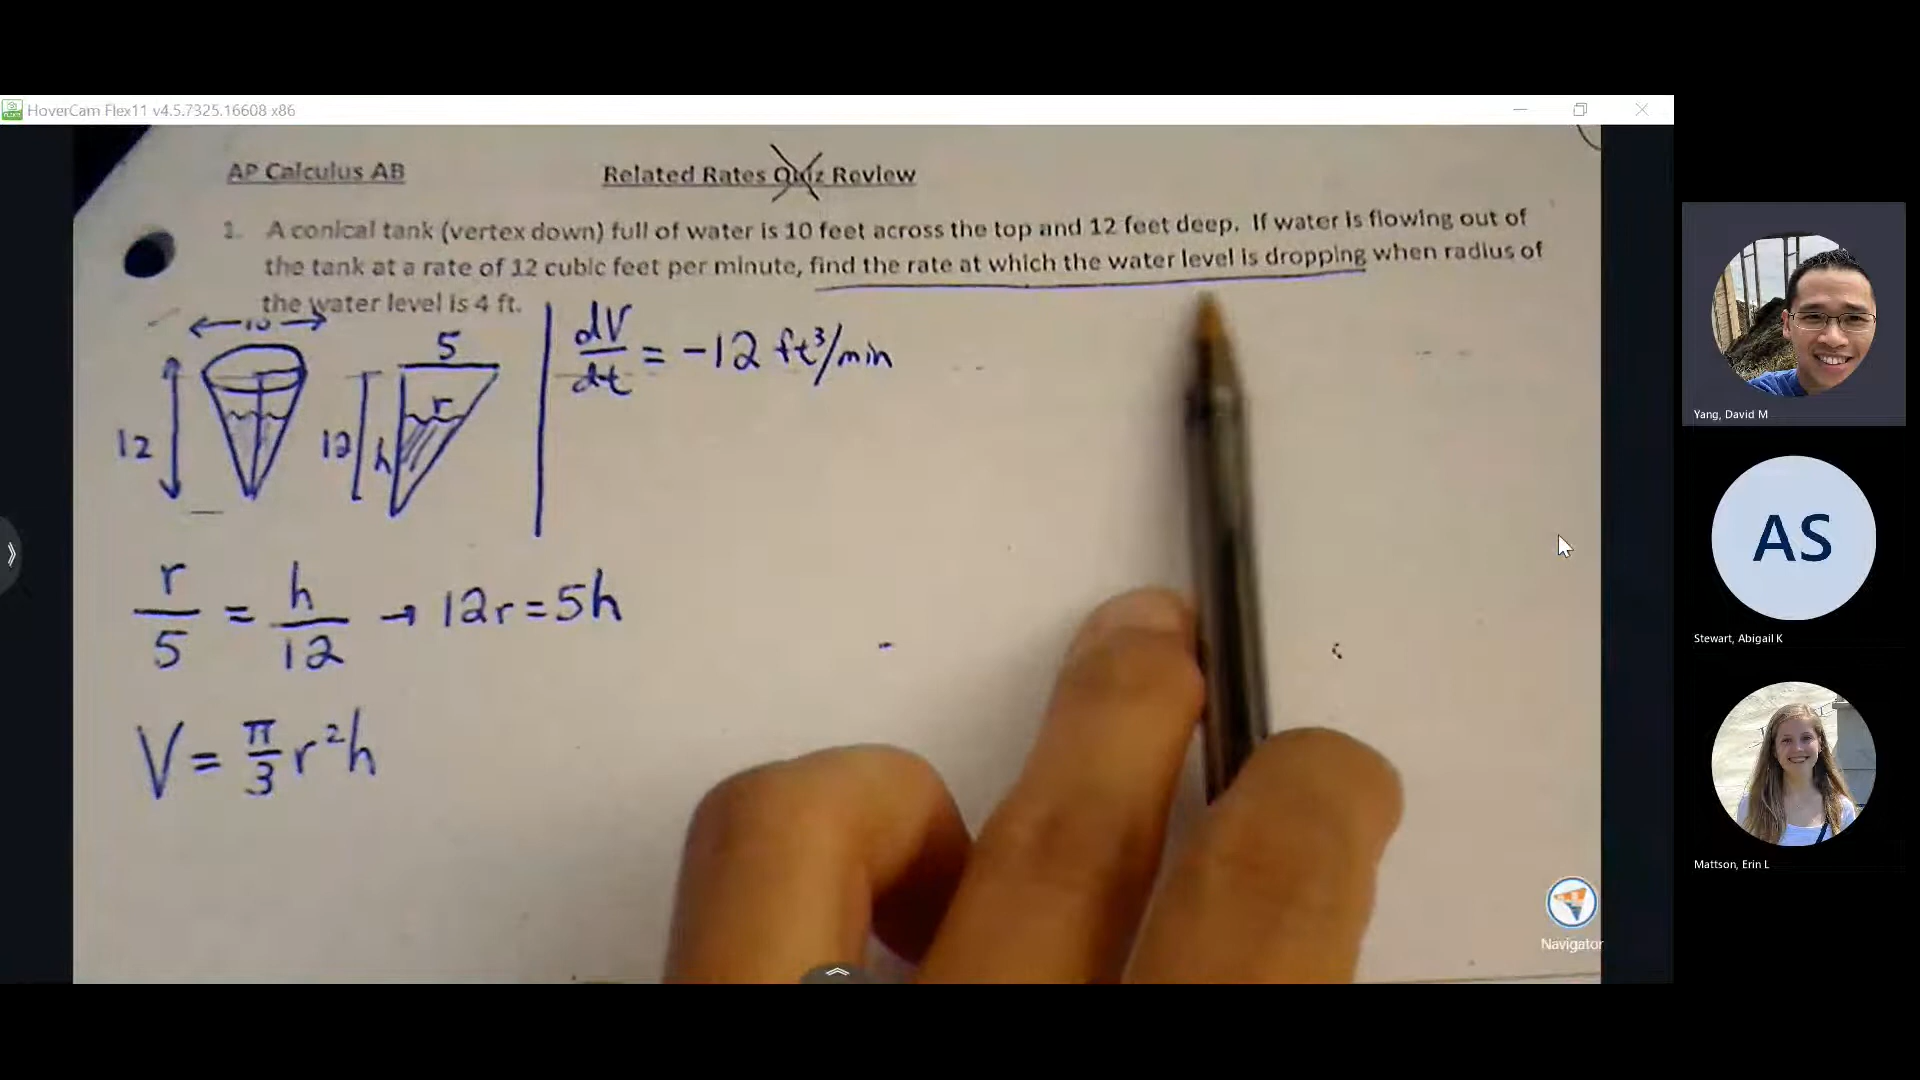 HoverCam Flex11 v4.5.7325.16608 x86
AP Calculus AB Related Rates Quiz Review
1. A conical tank (vertex down) full of water is 10 feet across the top and 12 feet deep. If water is flowing out of
the tank at a rate of 12 cubic feet per minute, find the rate at which the water level is dropping when radius of
the water level is 4 ft.
10
12
5
r
12
h
dV/dt = -12 ft³/min
r/5 = h/12 → 12r = 5h
V = π/3 r²h
Yang, David M
AS
Stewart, Abigail K
Mattson, Erin L
Navigator